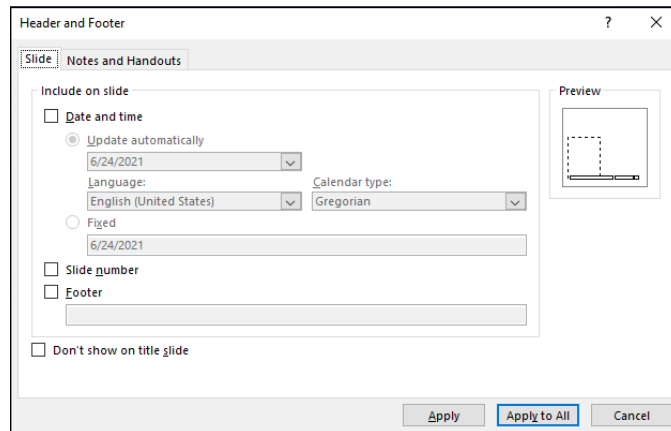 Header and Footer ? ×
Slide Notes and Handouts
Include on slide
Preview
Date and time
Update automatically
6/24/2021
Language: Calendar type:
English (United States) Gregorian
Fixed
6/24/2021
Slide number
Footer
Don't show on title slide
Apply Apply to All Cancel